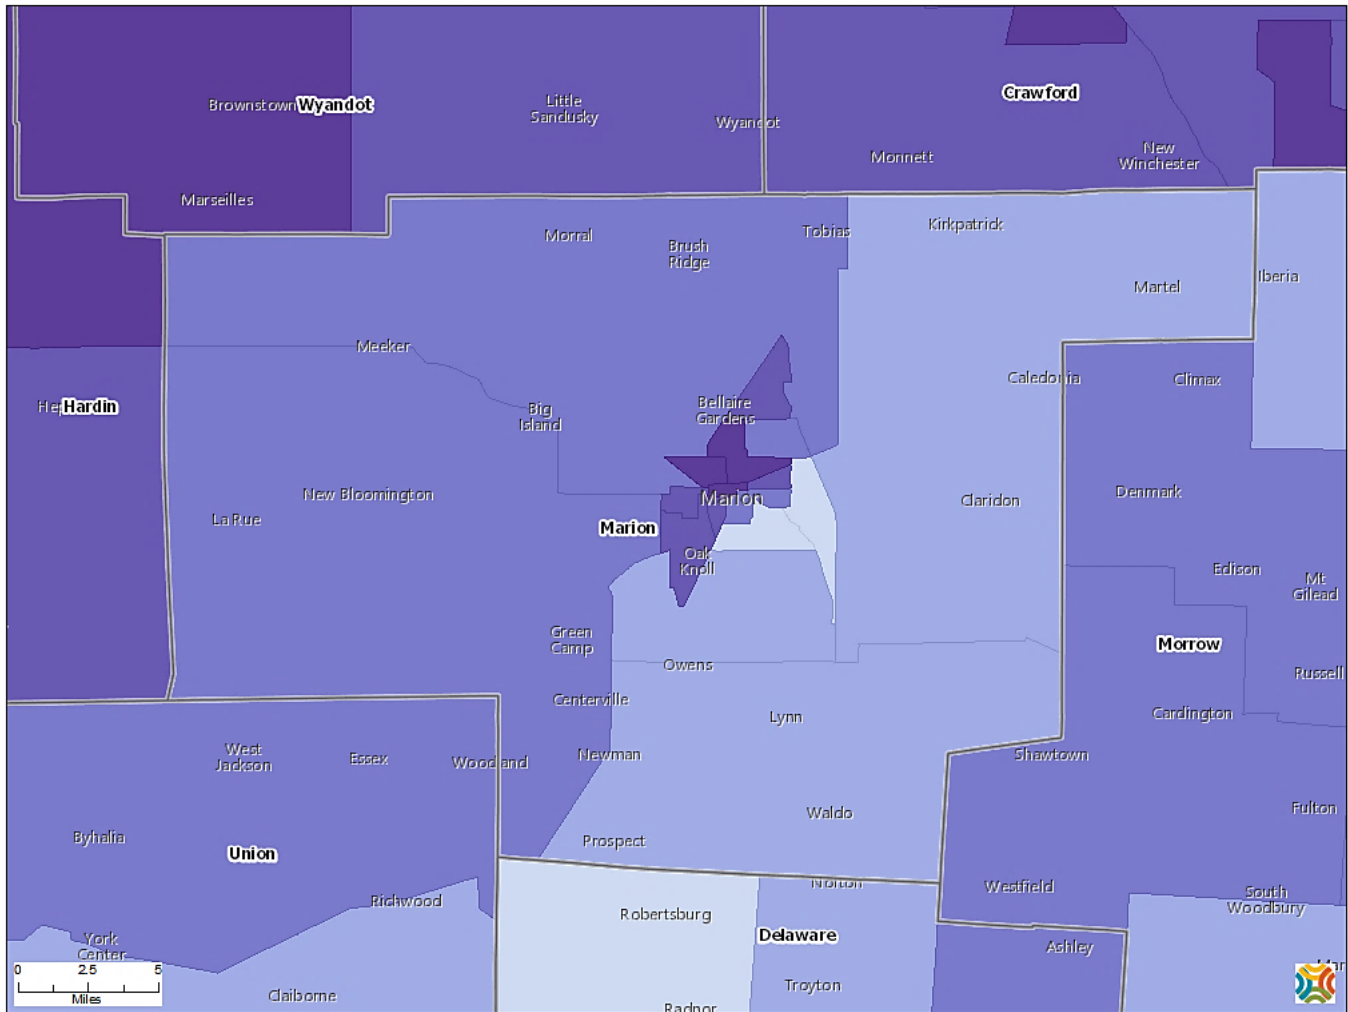 Crawford
Little
Sandusky
Brownstown
Wyandot
Wyandot
Monnett
New
Winchester
Marseilles
Kirkpatrick
Tobias
Morral
Brush
Ridge
Iberia
Martel
Meeker
Caledonia
Climax
Hardin
Bellaire
Gardens
Big
Island
Denmark
New Bloomington
Marion
Claridon
La Rue
Marion
Oak
Knoll
Edison
Mt
Gilead
Green
Camp
Morrow
Owens
Russell
Centerville
Cardington
Lynn
West
Jackson
Essex
Woodland
Newman
Shawtown
Fulton
Waldo
Byhalia
Prospect
Union
Norton
Westfield
South
Woodbury
Richwood
Robertsburg
Delaware
York
Center
Ashley
0 2.5 5
Miles
Troyton
Claiborne
Radnor